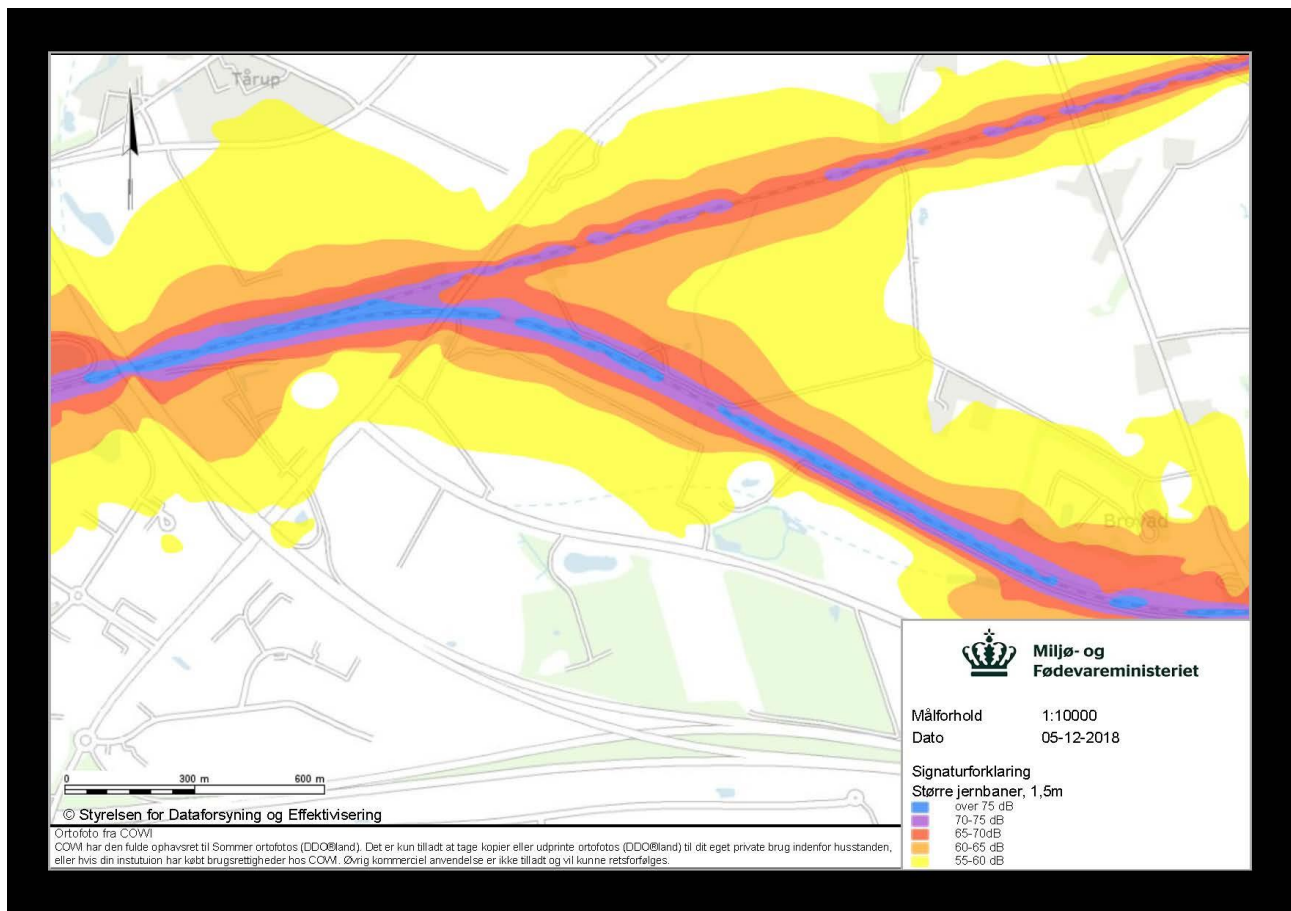 Tårup
Brovad
Miljø- og
Fødevareministeriet
Målforhold 1:10000
Dato 05-12-2018
Signaturforklaring
Større jernbaner, 1,5m
over 75 dB
70-75 dB
65-70dB
60-65 dB
55-60 dB
0 300 m 600 m
© Styrelsen for Dataforsyning og Effektivisering
Ortofoto fra COWI
COWI har den fulde ophavsret til Sommer ortofotos (DDO®land). Det er kun tilladt at tage kopier eller udprinte ortofotos (DDO®land) til dit eget private brug indenfor husstanden,
eller hvis din instutuion har købt brugsrettigheder hos COWI. Øvrig kommerciel anvendelse er ikke tilladt og vil kunne retsforfølges.